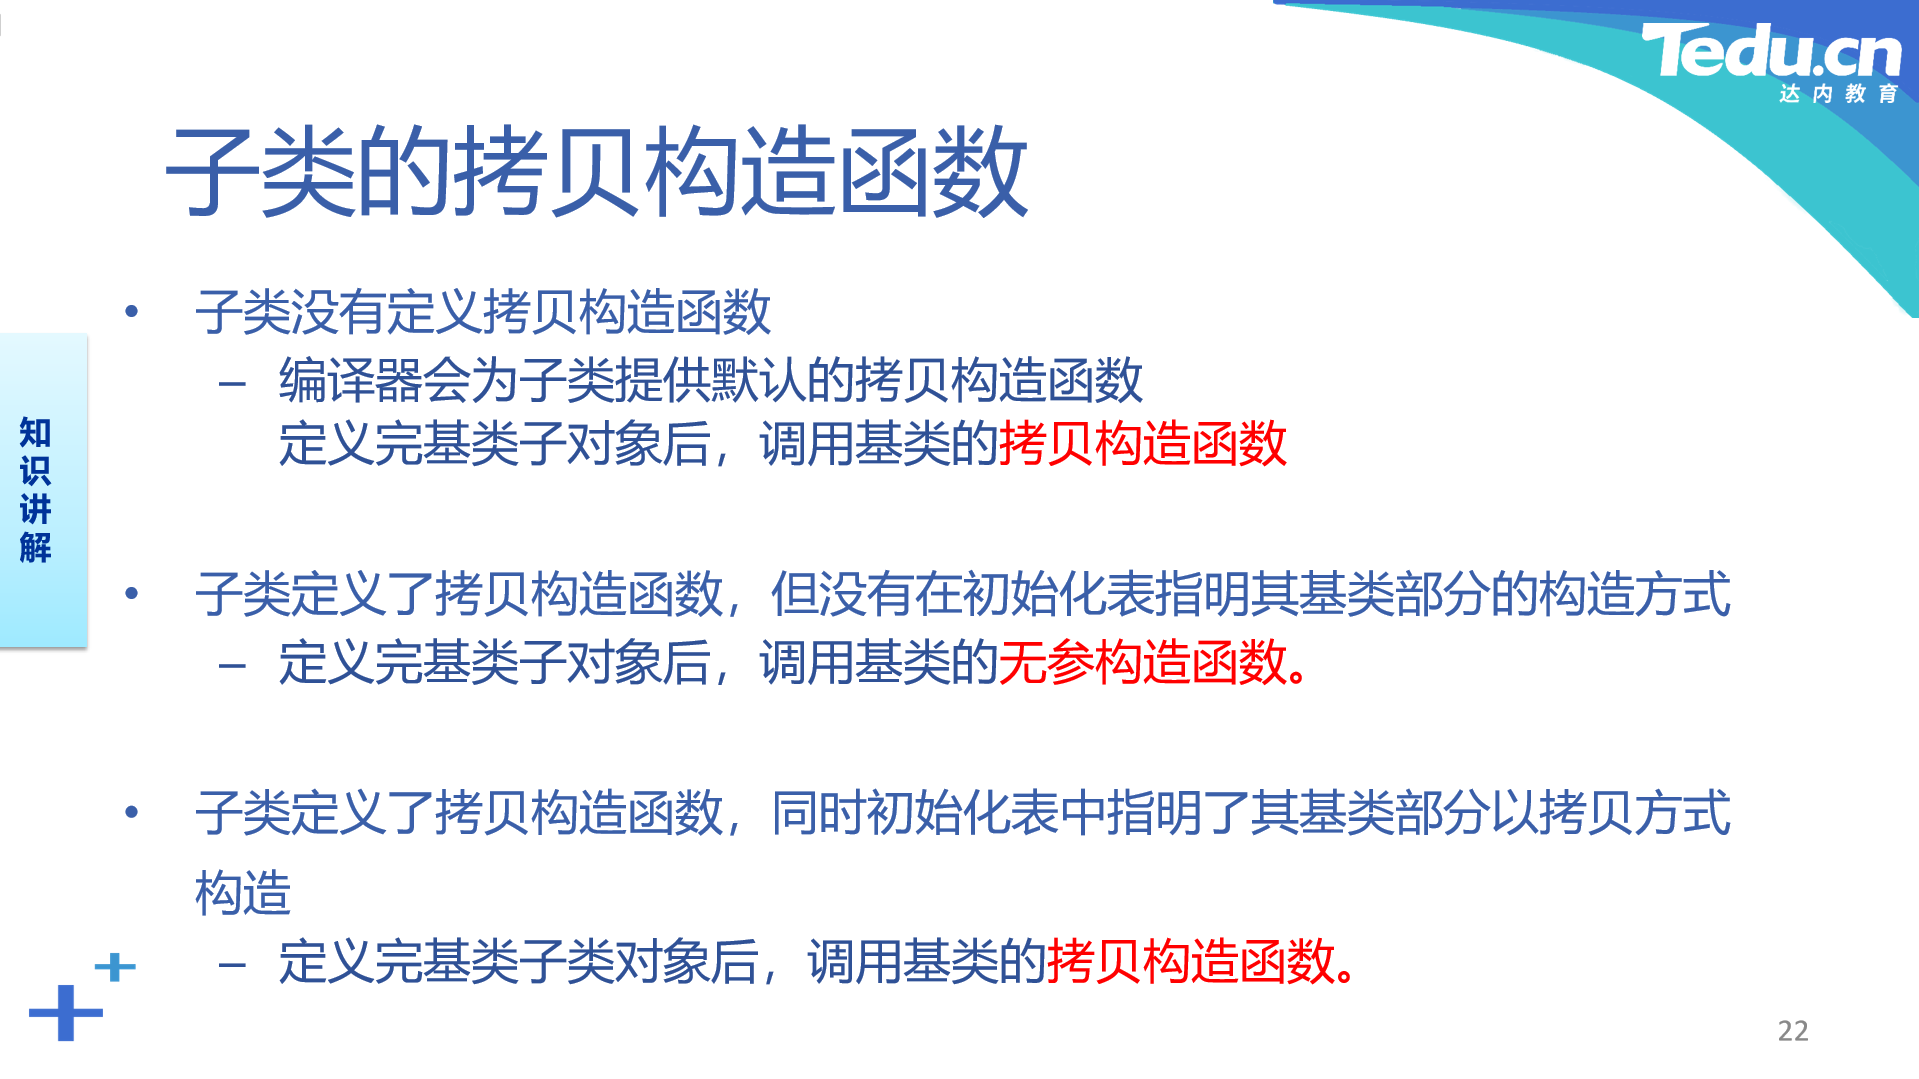 Tedu.cn
达内教育
子类的拷贝构造函数
• 子类没有定义拷贝构造函数
– 编译器会为子类提供默认的拷贝构造函数
定义完基类子对象后，调用基类的拷贝构造函数
知识讲解
• 子类定义了拷贝构造函数，但没有在初始化表指明其基类部分的构造方式
– 定义完基类子对象后，调用基类的无参构造函数。
• 子类定义了拷贝构造函数，同时初始化表中指明了其基类部分以拷贝方式
构造
– 定义完基类子类对象后，调用基类的拷贝构造函数。
22